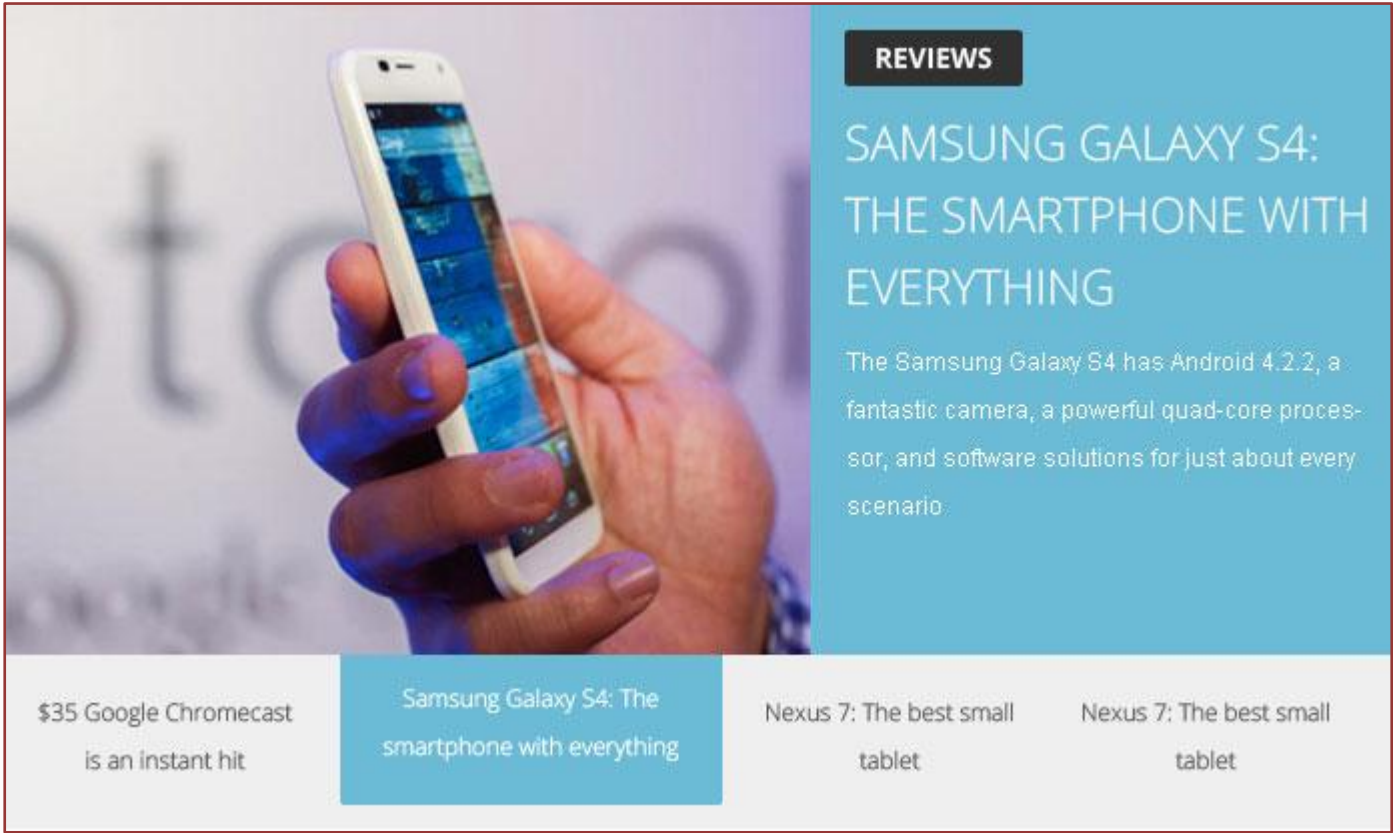 REVIEWS
SAMSUNG GALAXY S4:
THE SMARTPHONE WITH
EVERYTHING
The Samsung Galaxy S4 has Android 4.2.2, a
fantastic camera, a powerful quad-core proces-
sor, and software solutions for just about every
scenario
$35 Google Chromecast
is an instant hit
Samsung Galaxy S4: The
smartphone with everything
Nexus 7: The best small
tablet
Nexus 7: The best small
tablet